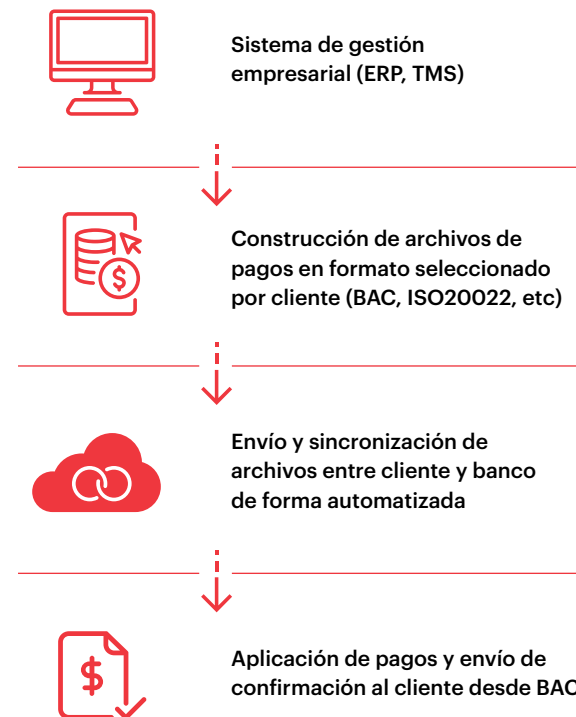 Sistema de gestión
empresarial (ERP, TMS)
$
Construcción de archivos de
pagos en formato seleccionado
por cliente (BAC, ISO20022, etc)
Envío y sincronización de
archivos entre cliente y banco
de forma automatizada
$
Aplicación de pagos y envío de
confirmación al cliente desde BAC